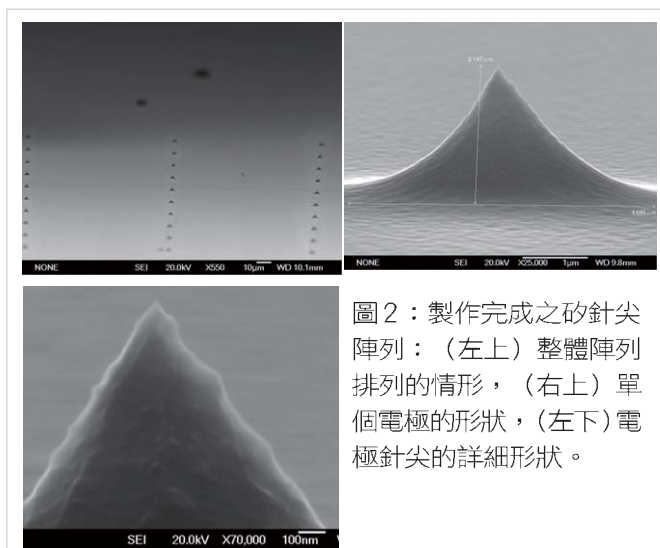 NONE SEI 20.0kV X550 10μm WD 10.1mm
NONE SEI 20.0kV X25,000 1μm WD 9.8mm
SEI 20.0kV X70,000 100nm
圖2：製作完成之矽針尖
陣列：（左上）整體陣列
排列的情形，（右上）單
個電極的形狀，（左下）電
極針尖的詳細形狀。